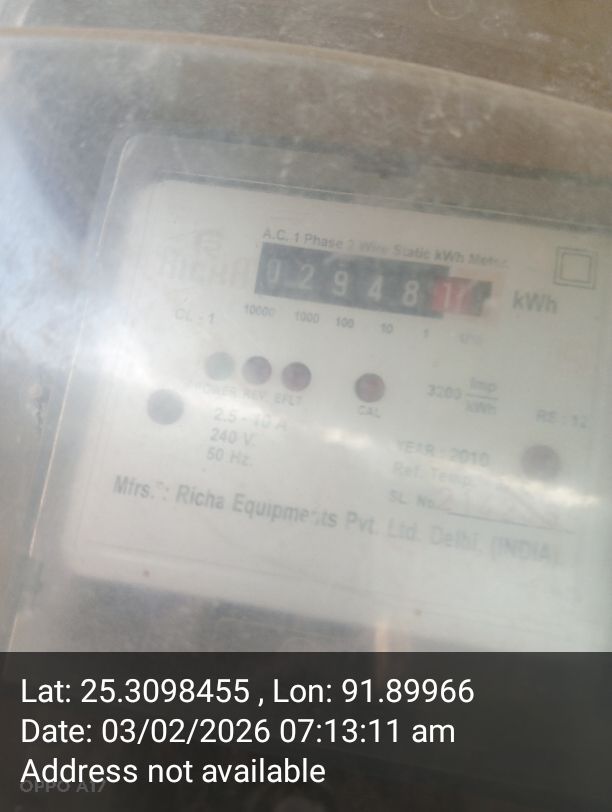 A.C. 1 Phase 2 Wire Static kWh Meter
0 2 9 4 8 kWh
10000 1000 100 10 1 1/10
CL - 1
3200 Imp
kWh
POWER REV. EFLT CAL
2.5 - 10 A
240 V.
50 Hz.
YEAR : 2010
Ref. Temp.
SL. No.
Mfrs. : Richa Equipments Pvt. Ltd. Delhi, (INDIA)
Lat: 25.3098455 , Lon: 91.89966
Date: 03/02/2026 07:13:11 am
Address not available
OPPO A17